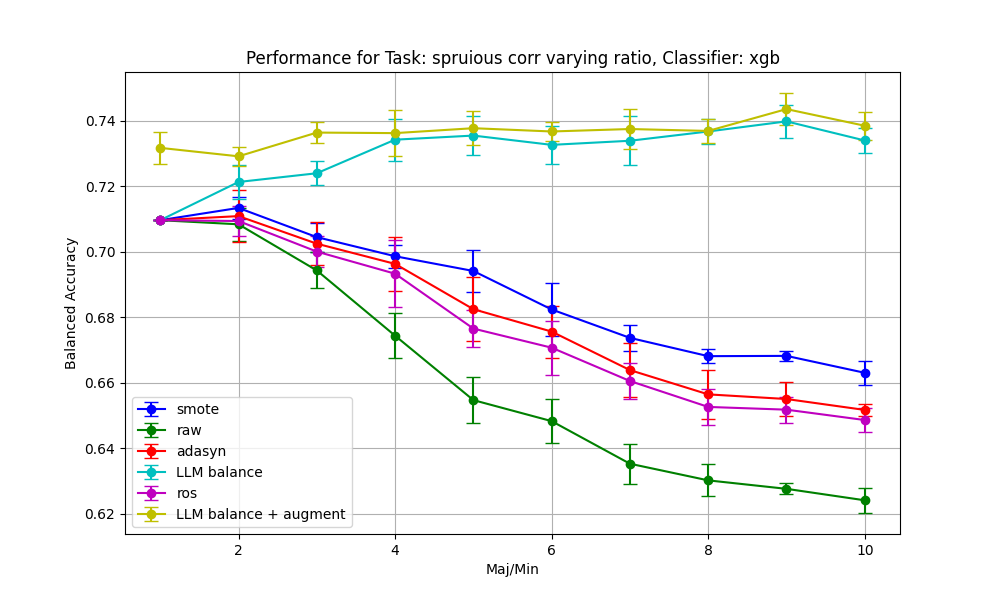 Performance for Task: spruious corr varying ratio, Classifier: xgb
Balanced Accuracy
0.74
0.72
0.70
0.68
0.66
0.64
0.62
smote
raw
adasyn
LLM balance
ros
LLM balance + augment
2
4
6
8
10
Maj/Min